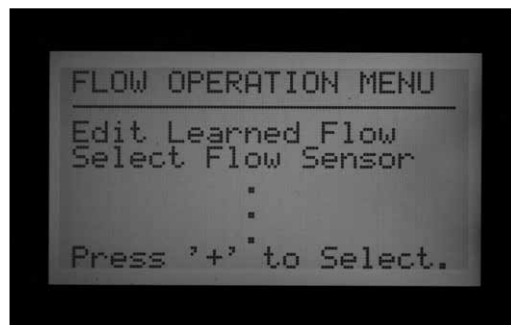 FLOW OPERATION MENU
Edit Learned Flow
Select Flow Sensor
.
.
.
Press '+' to Select.